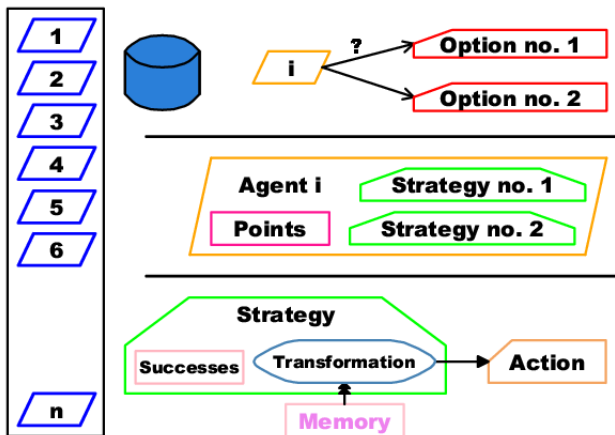 1
2
3
4
5
6
n
?
i
Option no. 1
Option no. 2
Agent i
Strategy no. 1
Points
Strategy no. 2
Strategy
Successes
Transformation
Action
Memory